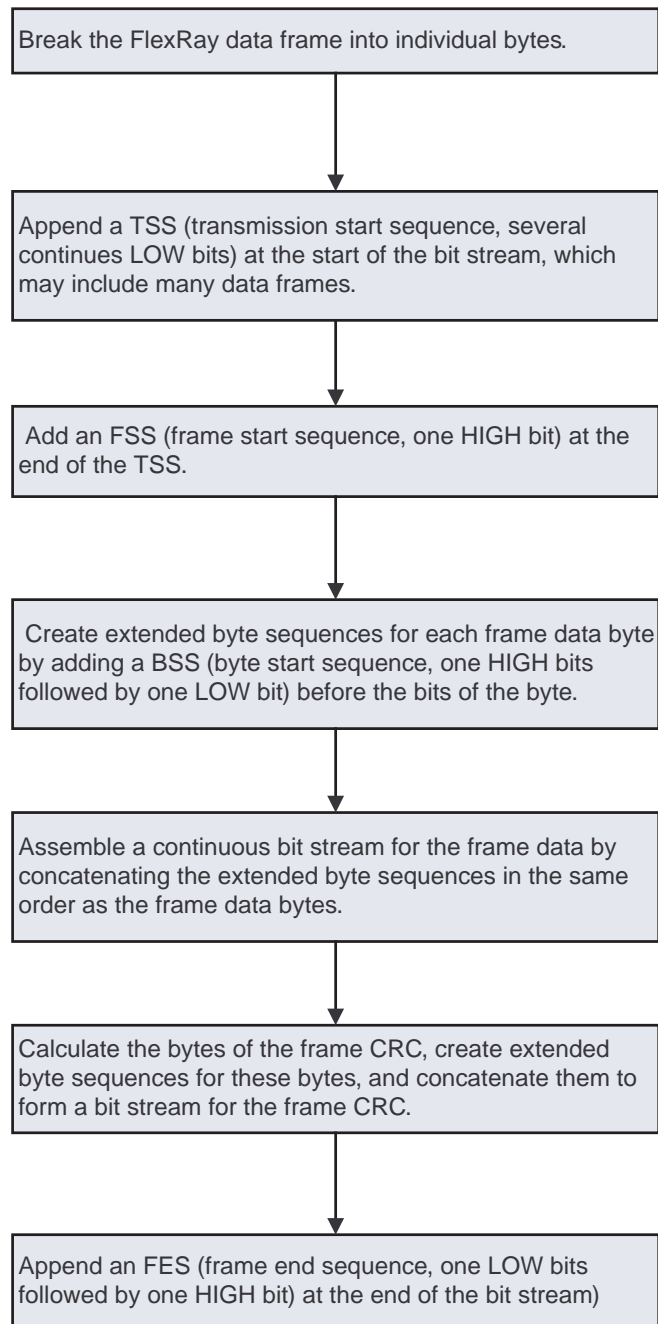 Break the FlexRay data frame into individual bytes.
Append a TSS (transmission start sequence, several
continues LOW bits) at the start of the bit stream, which
may include many data frames.
Add an FSS (frame start sequence, one HIGH bit) at the
end of the TSS.
Create extended byte sequences for each frame data byte
by adding a BSS (byte start sequence, one HIGH bits
followed by one LOW bit) before the bits of the byte.
Assemble a continuous bit stream for the frame data by
concatenating the extended byte sequences in the same
order as the frame data bytes.
Calculate the bytes of the frame CRC, create extended
byte sequences for these bytes, and concatenate them to
form a bit stream for the frame CRC.
Append an FES (frame end sequence, one LOW bits
followed by one HIGH bit) at the end of the bit stream)